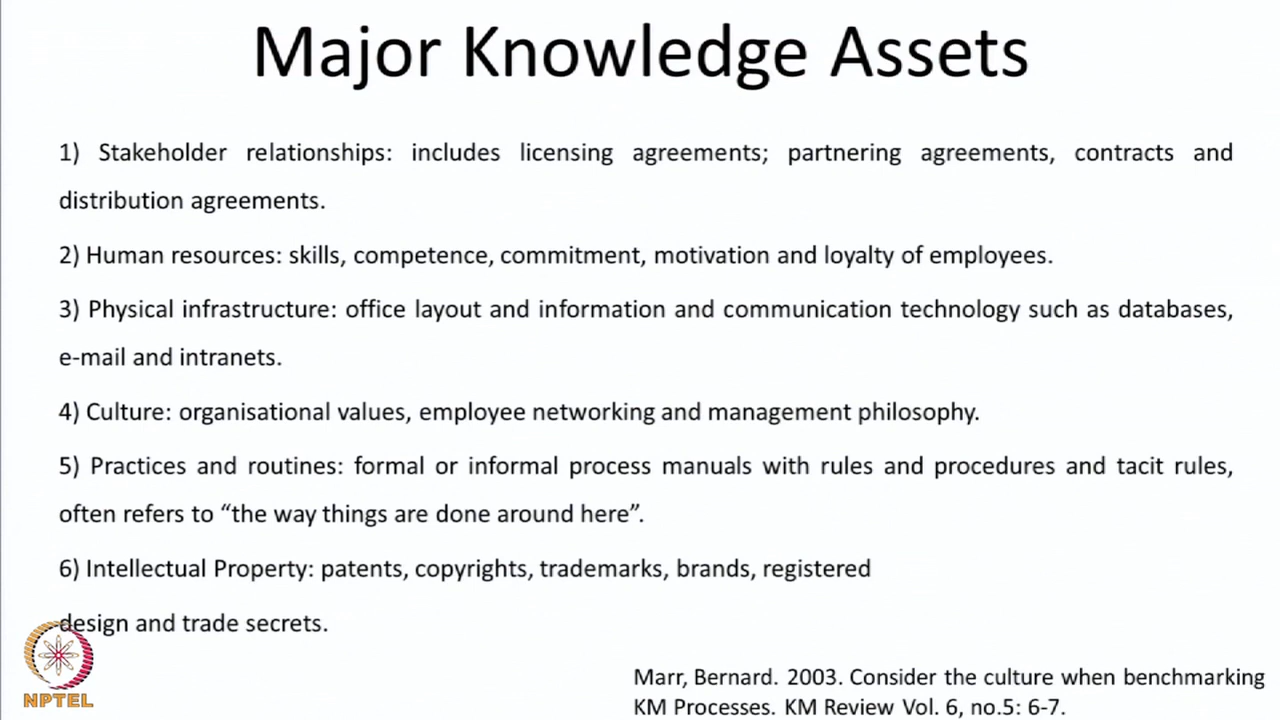 Major Knowledge Assets
1) Stakeholder relationships: includes licensing agreements; partnering agreements, contracts and
distribution agreements.
2) Human resources: skills, competence, commitment, motivation and loyalty of employees.
3) Physical infrastructure: office layout and information and communication technology such as databases,
e-mail and intranets.
4) Culture: organisational values, employee networking and management philosophy.
5) Practices and routines: formal or informal process manuals with rules and procedures and tacit rules,
often refers to “the way things are done around here”.
6) Intellectual Property: patents, copyrights, trademarks, brands, registered
design and trade secrets.
Marr, Bernard. 2003. Consider the culture when benchmarking
KM Processes. KM Review Vol. 6, no.5: 6-7.
NPTEL